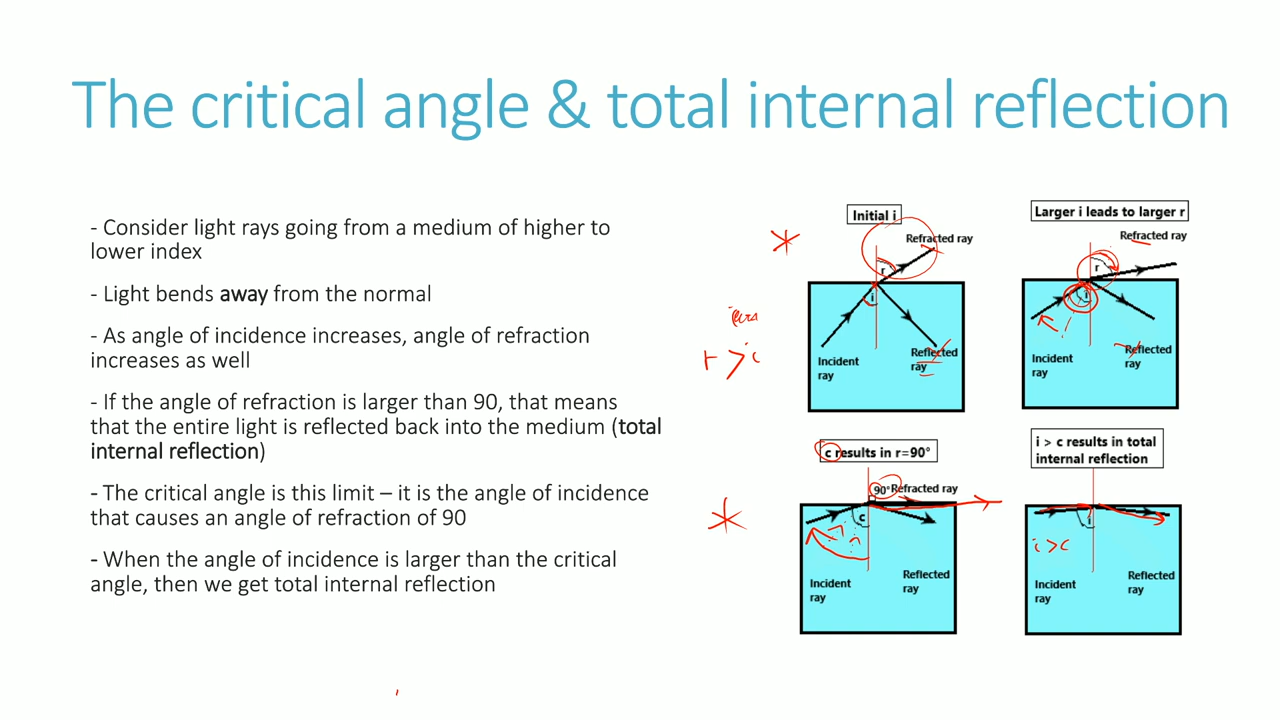 The critical angle & total internal reflection
- Consider light rays going from a medium of higher to
lower index
- Light bends away from the normal
- As angle of incidence increases, angle of refraction
increases as well
- If the angle of refraction is larger than 90, that means
that the entire light is reflected back into the medium (total
internal reflection)
- The critical angle is this limit – it is the angle of incidence
that causes an angle of refraction of 90
- When the angle of incidence is larger than the critical
angle, then we get total internal reflection
Initial i
Refracted ray
r
i
Incident
ray
Reflected
ray
r > i
Larger i leads to larger r
Refracted ray
r
i
Incident
ray
Reflected
ray
c results in r=90°
90° Refracted ray
c
Incident
ray
Reflected
ray
i > c results in total
internal reflection
i
i>c
Incident
ray
Reflected
ray